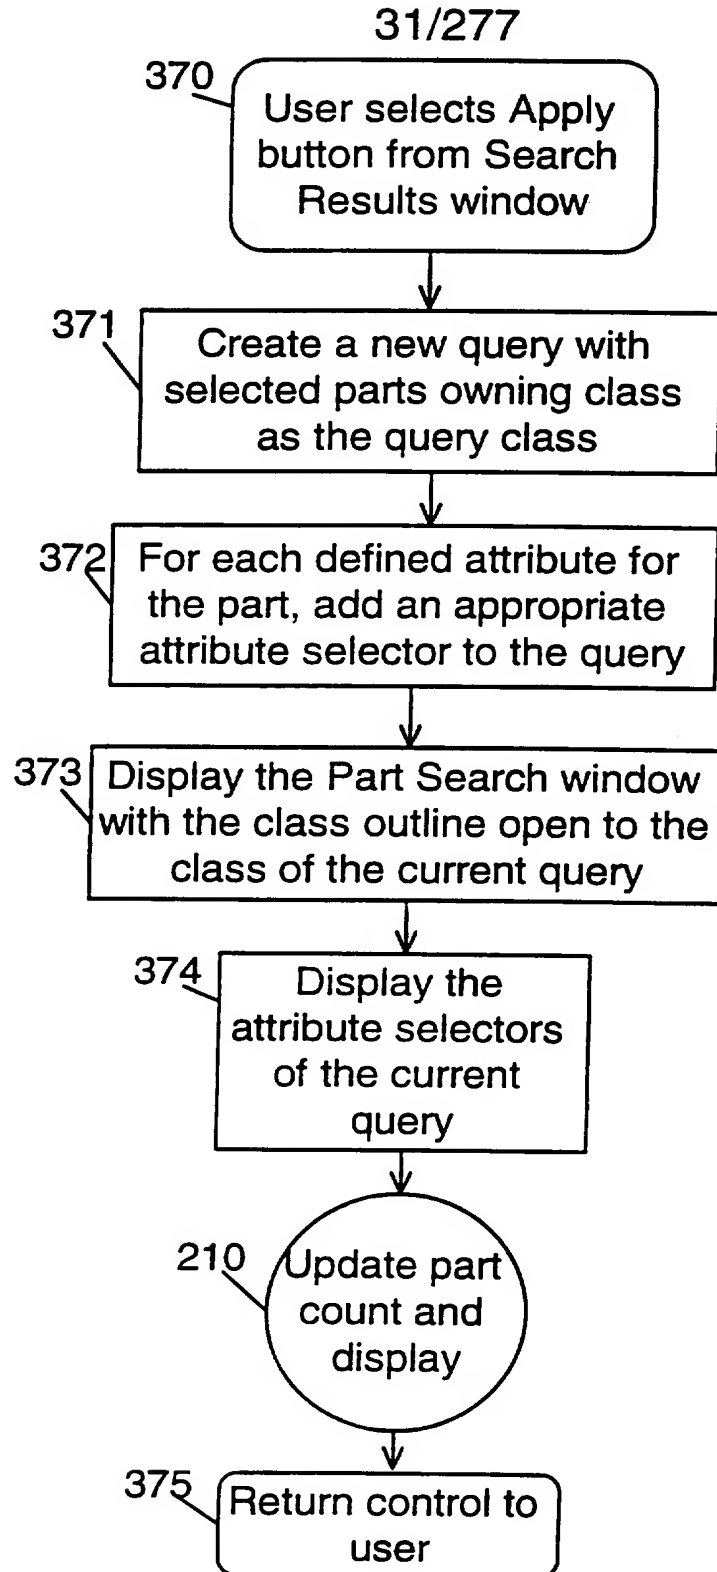 31/277
370
User selects Apply
button from Search
Results window
371
Create a new query with
selected parts owning class
as the query class
372
For each defined attribute for
the part, add an appropriate
attribute selector to the query
373
Display the Part Search window
with the class outline open to the
class of the current query
374
Display the
attribute selectors
of the current
query
210
Update part
count and
display
375
Return control to
user